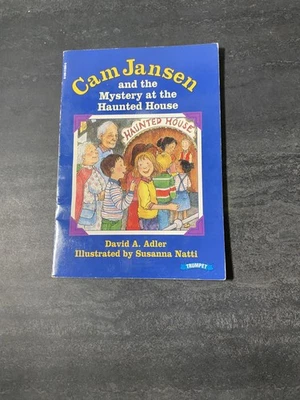 Cam Jansen
and the
Mystery at the
Haunted House
HAUNTED HOUSE
David A. Adler
Illustrated by Susanna Natti
TRUMPET